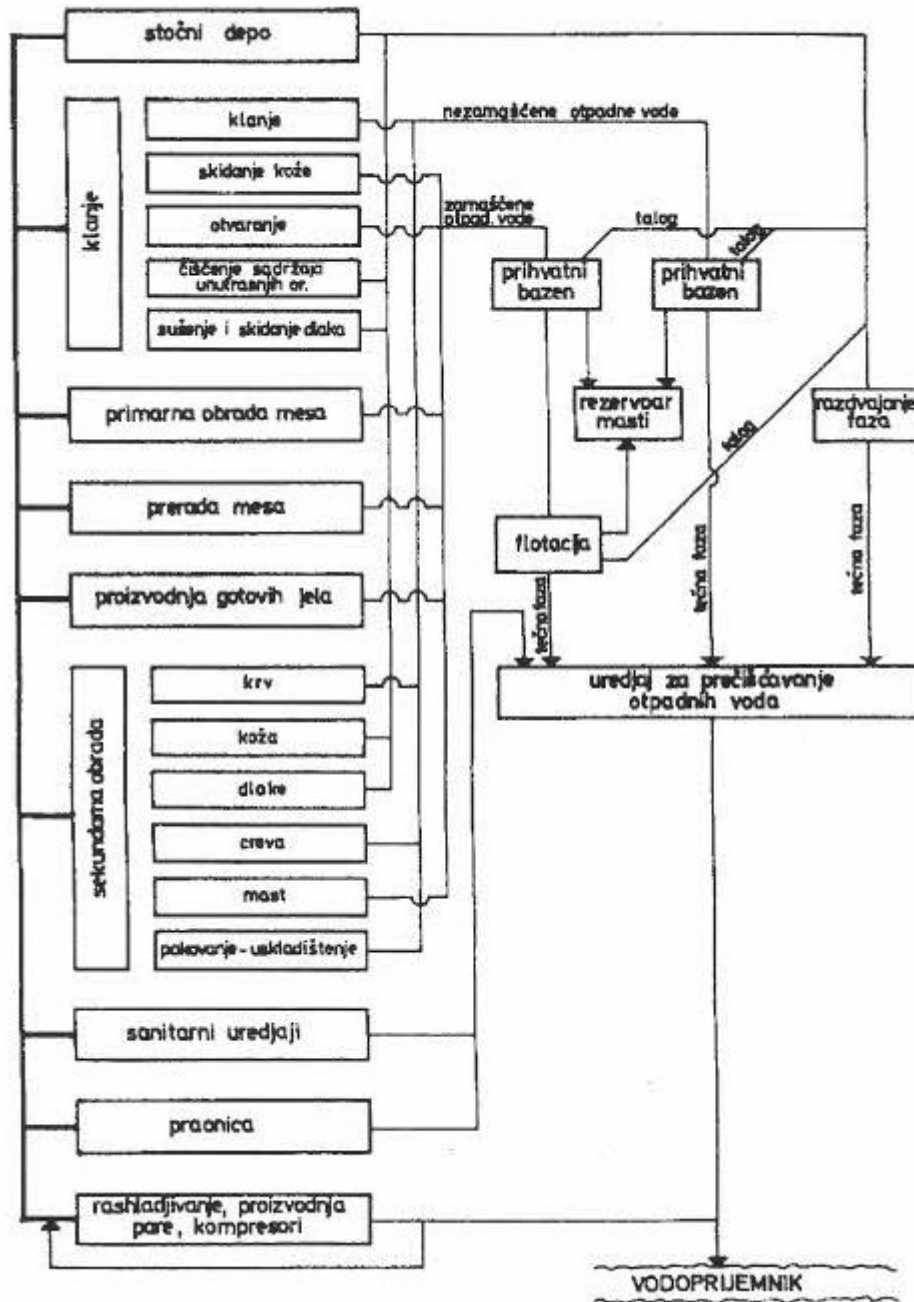 stočni depo
klanje
klanje
skidanje kože
otvaranje
čišćenje sadržaja
unutrasnjih or.
sušenje i skidanje dlaka
nezamašćene otpadne vode
zamašćene
otpad. vode
talog
talog
prihvatni
bazen
prihvatni
bazen
rezervoar
masti
razdvajanje
faza
talog
primarna obrada mesa
prerada mesa
flotacija
tečna faza
tečna faza
tečna faza
proizvodnja gotovih jela
uredjaj za prečišćavanje
otpadnih voda
sekundarna obrada
krv
koža
dlake
creva
mast
pakovanje - uskladištenje
sanitarni uredjaji
praonica
rashladjivanje, proizvodnja
pare, kompresori
VODOPRIJEMNIK